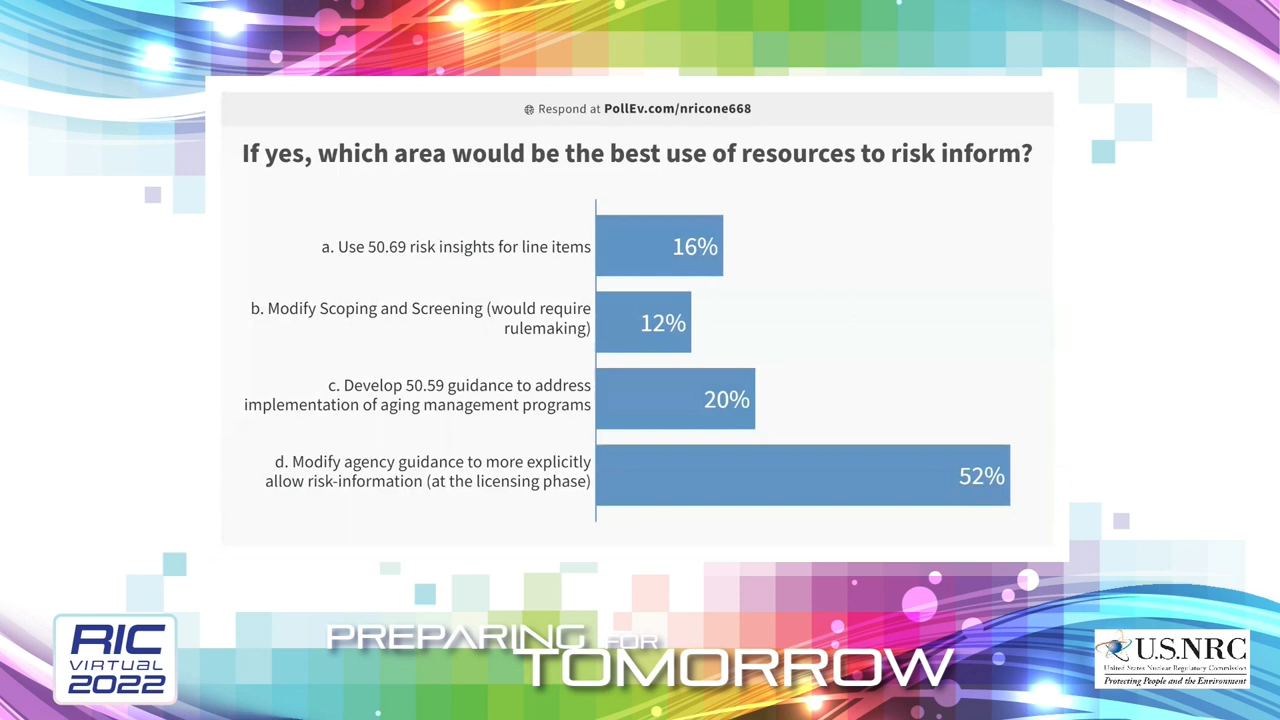 Respond at PollEv.com/nricone668
If yes, which area would be the best use of resources to risk inform?
a. Use 50.69 risk insights for line items
16%
b. Modify Scoping and Screening (would require
rulemaking)
12%
c. Develop 50.59 guidance to address
implementation of aging management programs
20%
d. Modify agency guidance to more explicitly
allow risk-information (at the licensing phase)
52%
RIC
VIRTUAL
2022
PREPARING FOR
TOMORROW
U.S.NRC
United States Nuclear Regulatory Commission
Protecting People and the Environment